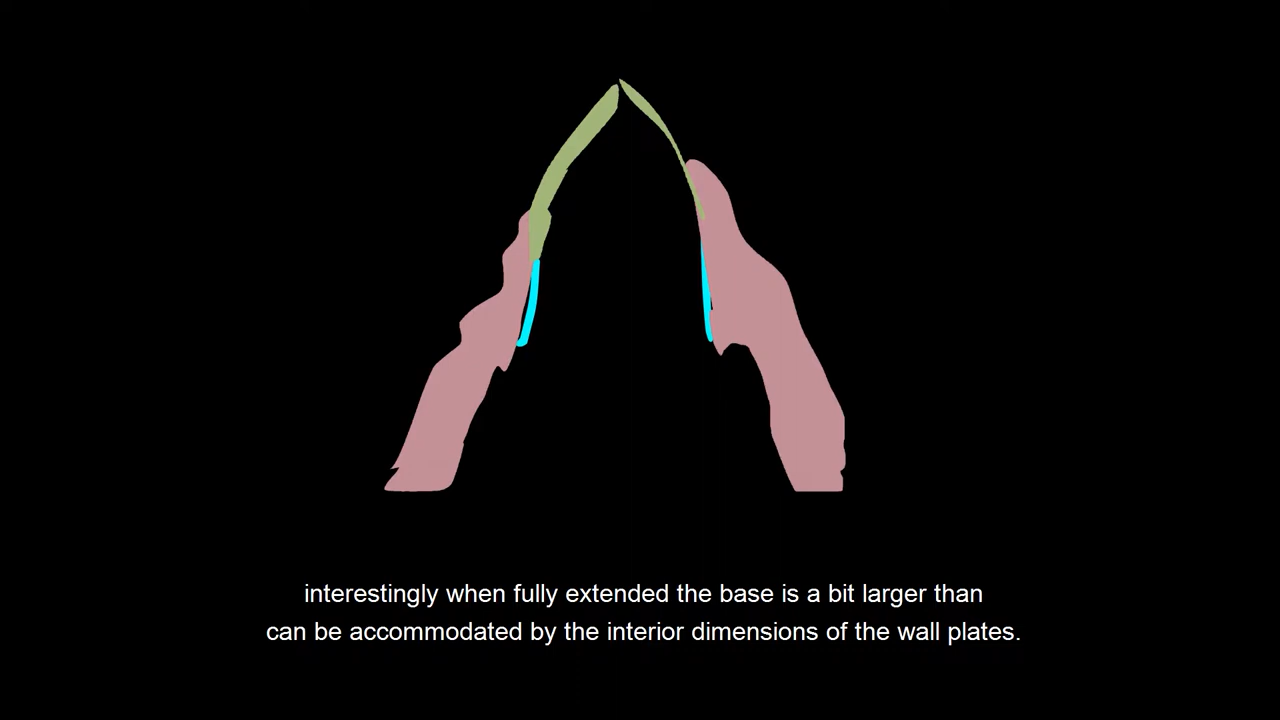 interestingly when fully extended the base is a bit larger than
can be accommodated by the interior dimensions of the wall plates.